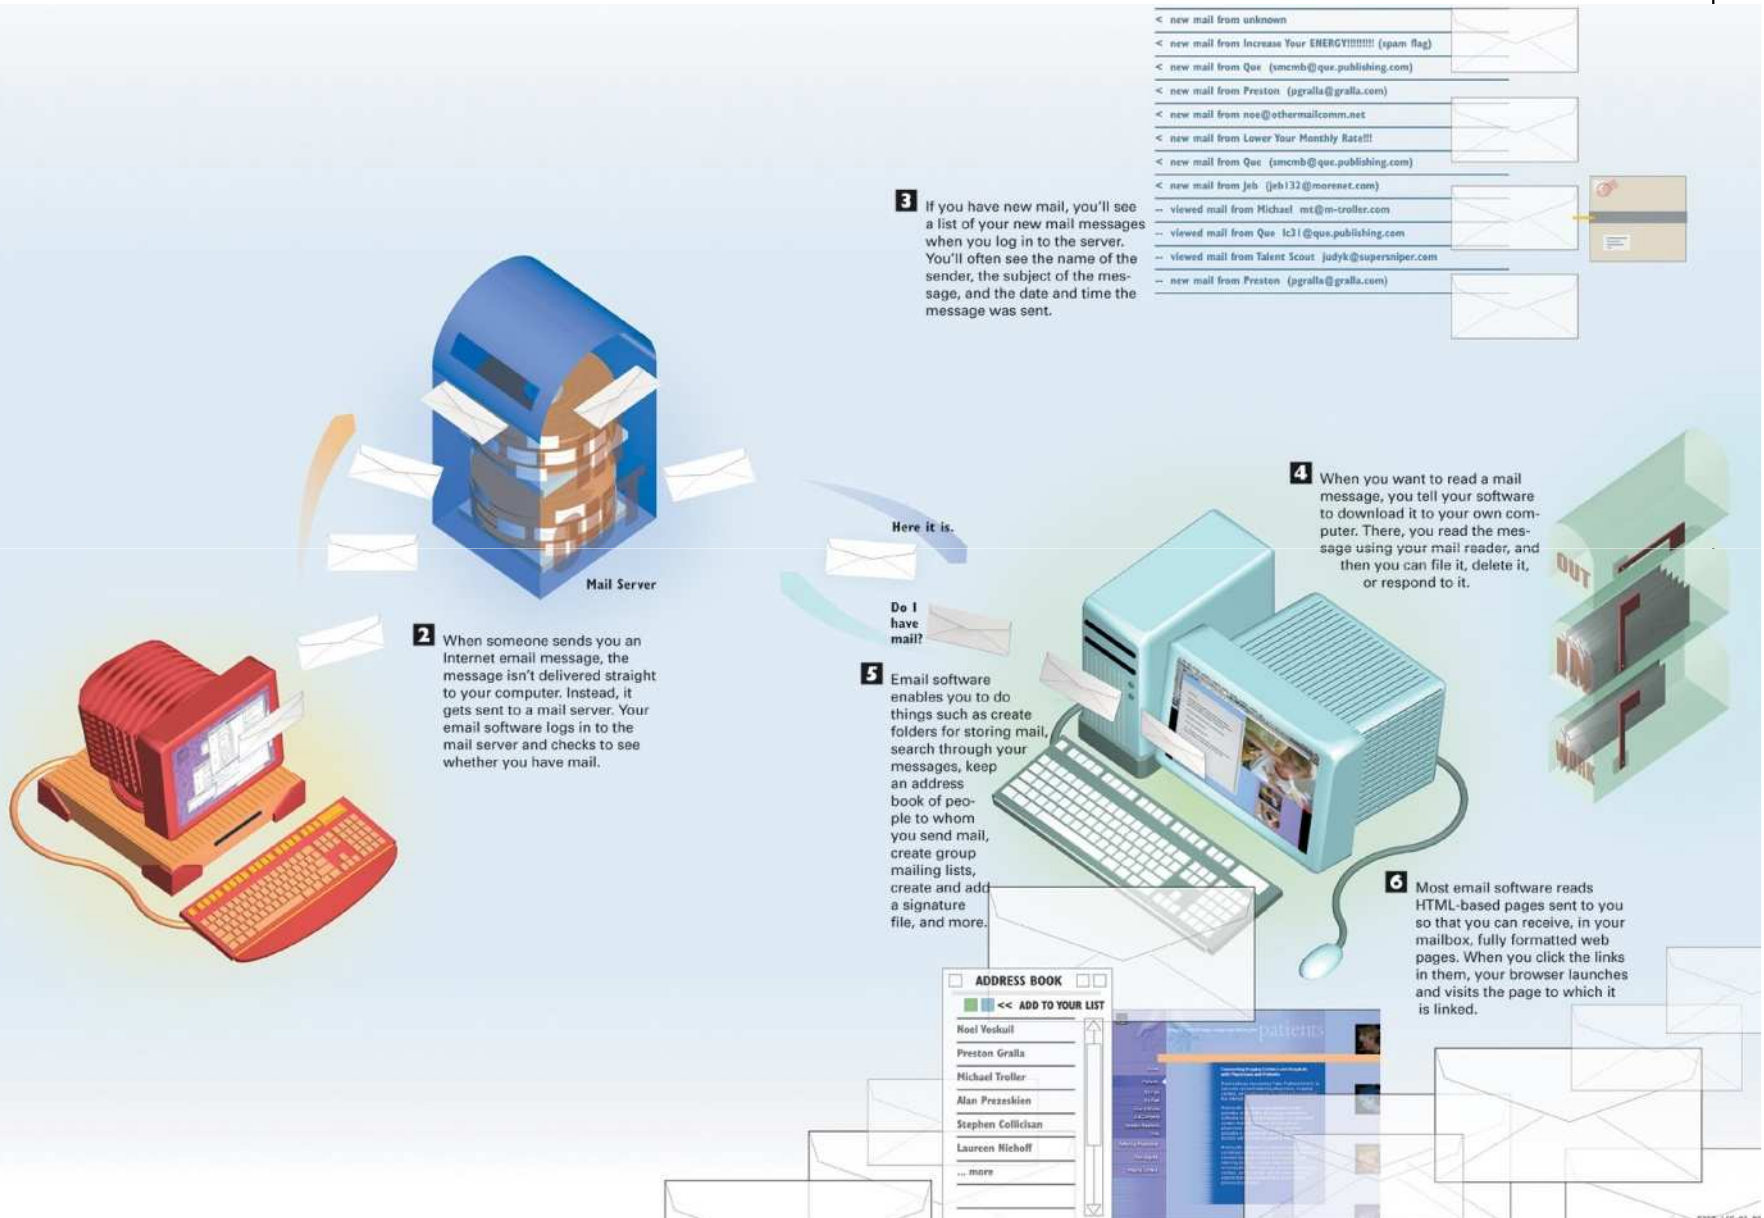 < new mail from unknown
< new mail from Increase Your ENERGY!!!!!!!!! (spam flag)
< new mail from Que (smcmb@que.publishing.com)
< new mail from Preston (pgralla@gralla.com)
< new mail from noe@othermailcomm.net
< new mail from Lower Your Monthly Rate!!!
< new mail from Que (smcmb@que.publishing.com)
< new mail from Jeb (jeb132@morenet.com)
-- viewed mail from Michael mt@m-troller.com
-- viewed mail from Que lc31@que.publishing.com
-- viewed mail from Talent Scout judyk@supersniper.com
-- new mail from Preston (pgralla@gralla.com)
3 If you have new mail, you'll see
a list of your new mail messages
when you log in to the server.
You'll often see the name of the
sender, the subject of the mes-
sage, and the date and time the
message was sent.
OUT
Mail Server
2 When someone sends you an
Internet email message, the
message isn't delivered straight
to your computer. Instead, it
gets sent to a mail server. Your
email software logs in to the
mail server and checks to see
whether you have mail.
Here it is.
Do I
have
mail?
4 When you want to read a mail
message, you tell your software
to download it to your own com-
puter. There, you read the mes-
sage using your mail reader, and
then you can file it, delete it,
or respond to it.
OUT
IN
WORK
5 Email software
enables you to do
things such as create
folders for storing mail,
search through your
messages, keep
an address
book of peo-
ple to whom
you send mail,
create group
mailing lists,
create and add
a signature
file, and more.
6 Most email software reads
HTML-based pages sent to you
so that you can receive, in your
mailbox, fully formatted web
pages. When you click the links
in them, your browser launches
and visits the page to which it
is linked.
ADDRESS BOOK
<< ADD TO YOUR LIST
Noel Voskuil
Preston Gralla
Michael Troller
Alan Prezeskien
Stephen Collicisan
Laureen Niehoff
... more
patients